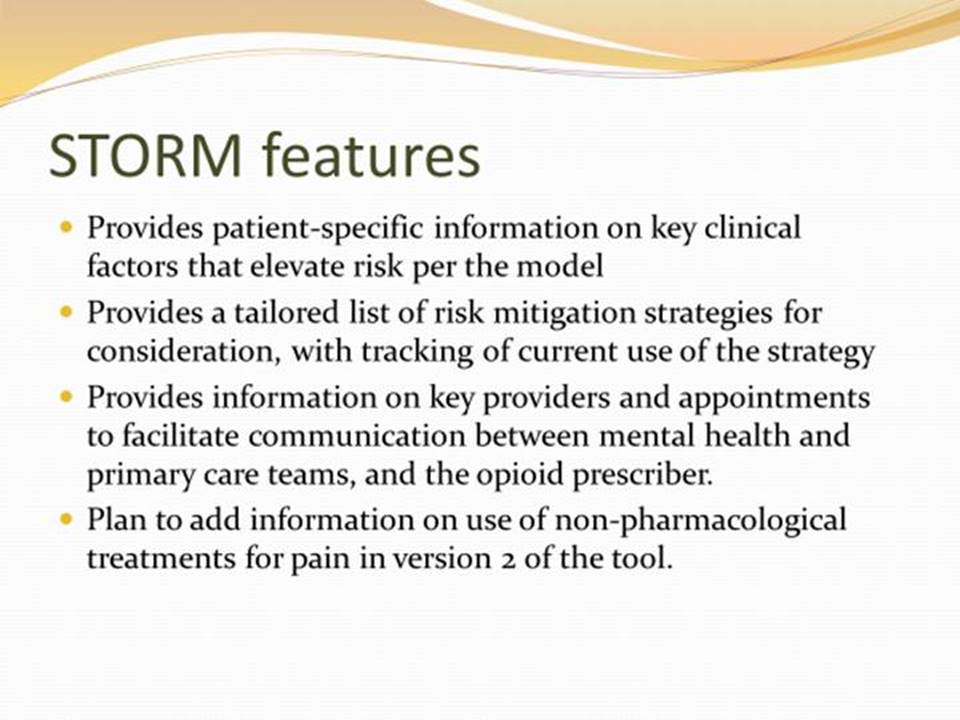 STORM features
Provides patient-specific information on key clinical
factors that elevate risk per the model
Provides a tailored list of risk mitigation strategies for
consideration, with tracking of current use of the strategy
Provides information on key providers and appointments
to facilitate communication between mental health and
primary care teams, and the opioid prescriber.
Plan to add information on use of non-pharmacological
treatments for pain in version 2 of the tool.